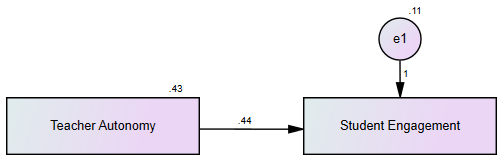 .11
e1
1
.43
Teacher Autonomy
.44
Student Engagement